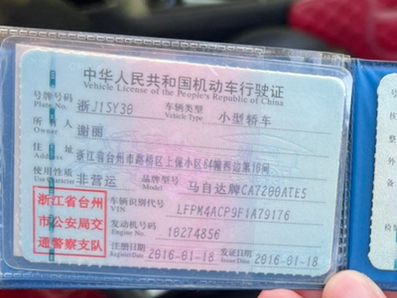 中华人民共和国机动车行驶证
Vehicle License of the People's Republic of China
号牌号码 Plate No. 浙J1SY30 车辆类型 Vehicle Type 小型轿车
所有人 Owner 谢丽
住址 Address 浙江省台州市路桥区上保小区64幢西边第10间
使用性质 Use Character 非营运 品牌型号 Model 马自达牌CA7200ATE5
浙江省台州市公安局交通警察支队
车辆识别代号 VIN LFPM4ACP9F1A79176
发动机号码 Engine No. 10274856
注册日期 Register Date 2016-01-18 发证日期 Issue Date 2016-01-18